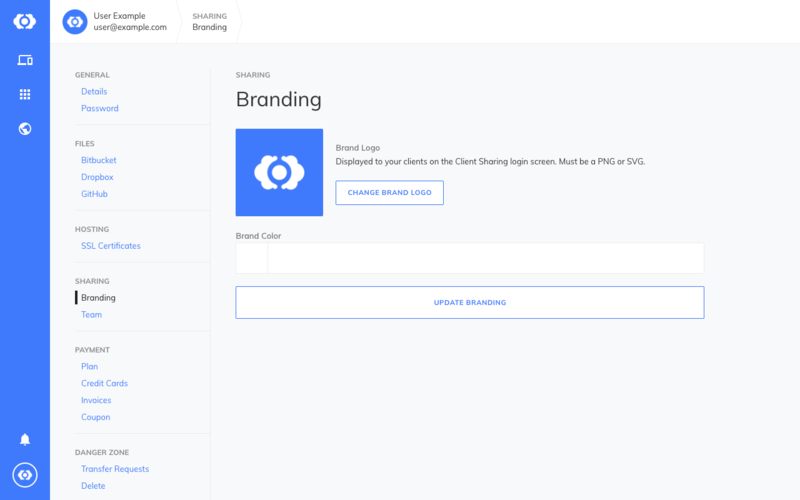 User Example
user@example.com
SHARING
Branding
GENERAL
Details
Password
FILES
Bitbucket
Dropbox
GitHub
HOSTING
SSL Certificates
SHARING
Branding
Team
PAYMENT
Plan
Credit Cards
Invoices
Coupon
DANGER ZONE
Transfer Requests
Delete
SHARING
Branding
Brand Logo
Displayed to your clients on the Client Sharing login screen. Must be a PNG or SVG.
CHANGE BRAND LOGO
Brand Color
UPDATE BRANDING